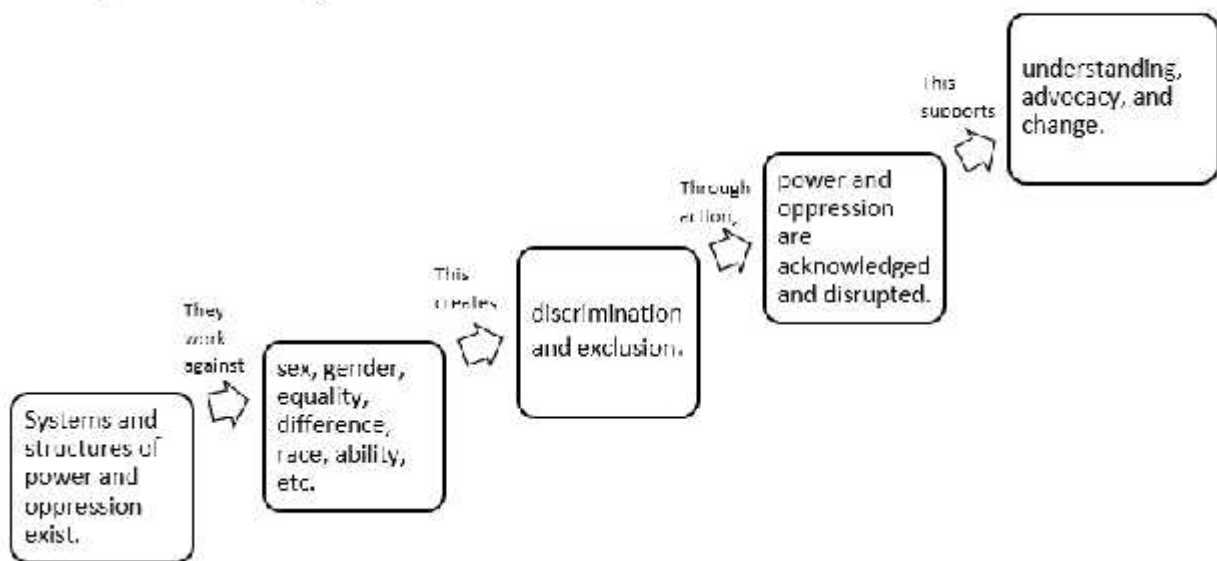 Systems and
structures of
power and
oppression
exist.
They
work
against
sex, gender,
equality,
difference,
race, ability,
etc.
This
creates
discrimination
and exclusion.
Through
action,
power and
oppression
are
acknowledged
and disrupted.
This
supports
understanding,
advocacy, and
change.